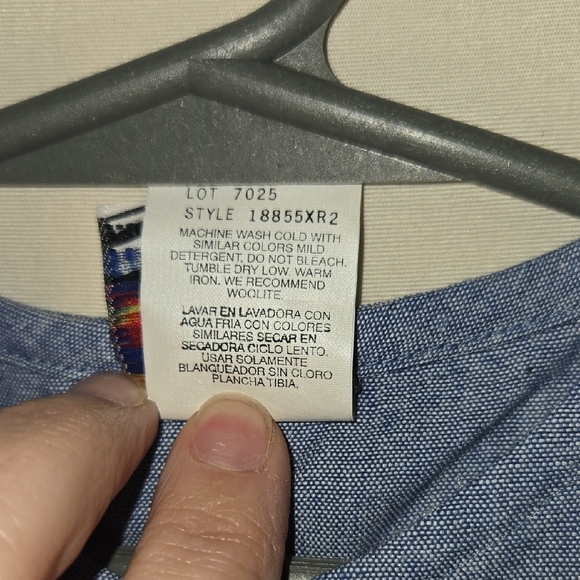 LOT 7025
STYLE 18855XR2
MACHINE WASH COLD WITH
SIMILAR COLORS MILD
DETERGENT. DO NOT BLEACH.
TUMBLE DRY LOW. WARM
IRON. WE RECOMMEND
WOOLITE.
LAVAR EN LAVADORA CON
AGUA FRIA CON COLORES
SIMILARES SECAR EN
SECADORA CICLO LENTO.
USAR SOLAMENTE
BLANQUEADOR SIN CLORO
PLANCHA TIBIA.